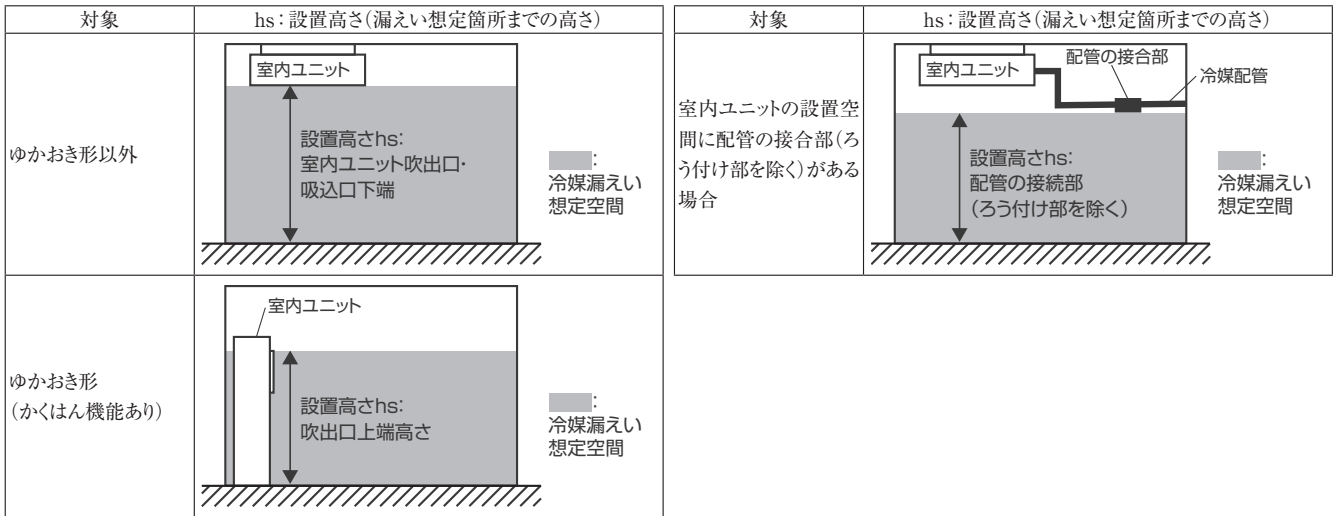 対象
hs:設置高さ(漏えい想定箇所までの高さ)
ゆかおき形以外
室内ユニット
設置高さhs:
室内ユニット吹出口・
吸込口下端
:
冷媒漏えい
想定空間
ゆかおき形
(かくはん機能あり)
室内ユニット
設置高さhs:
吹出口上端高さ
:
冷媒漏えい
想定空間
対象
hs:設置高さ(漏えい想定箇所までの高さ)
室内ユニットの設置空
間に配管の接合部(ろ
う付け部を除く)がある
場合
室内ユニット
配管の接合部
冷媒配管
設置高さhs:
配管の接続部
(ろう付け部を除く)
:
冷媒漏えい
想定空間